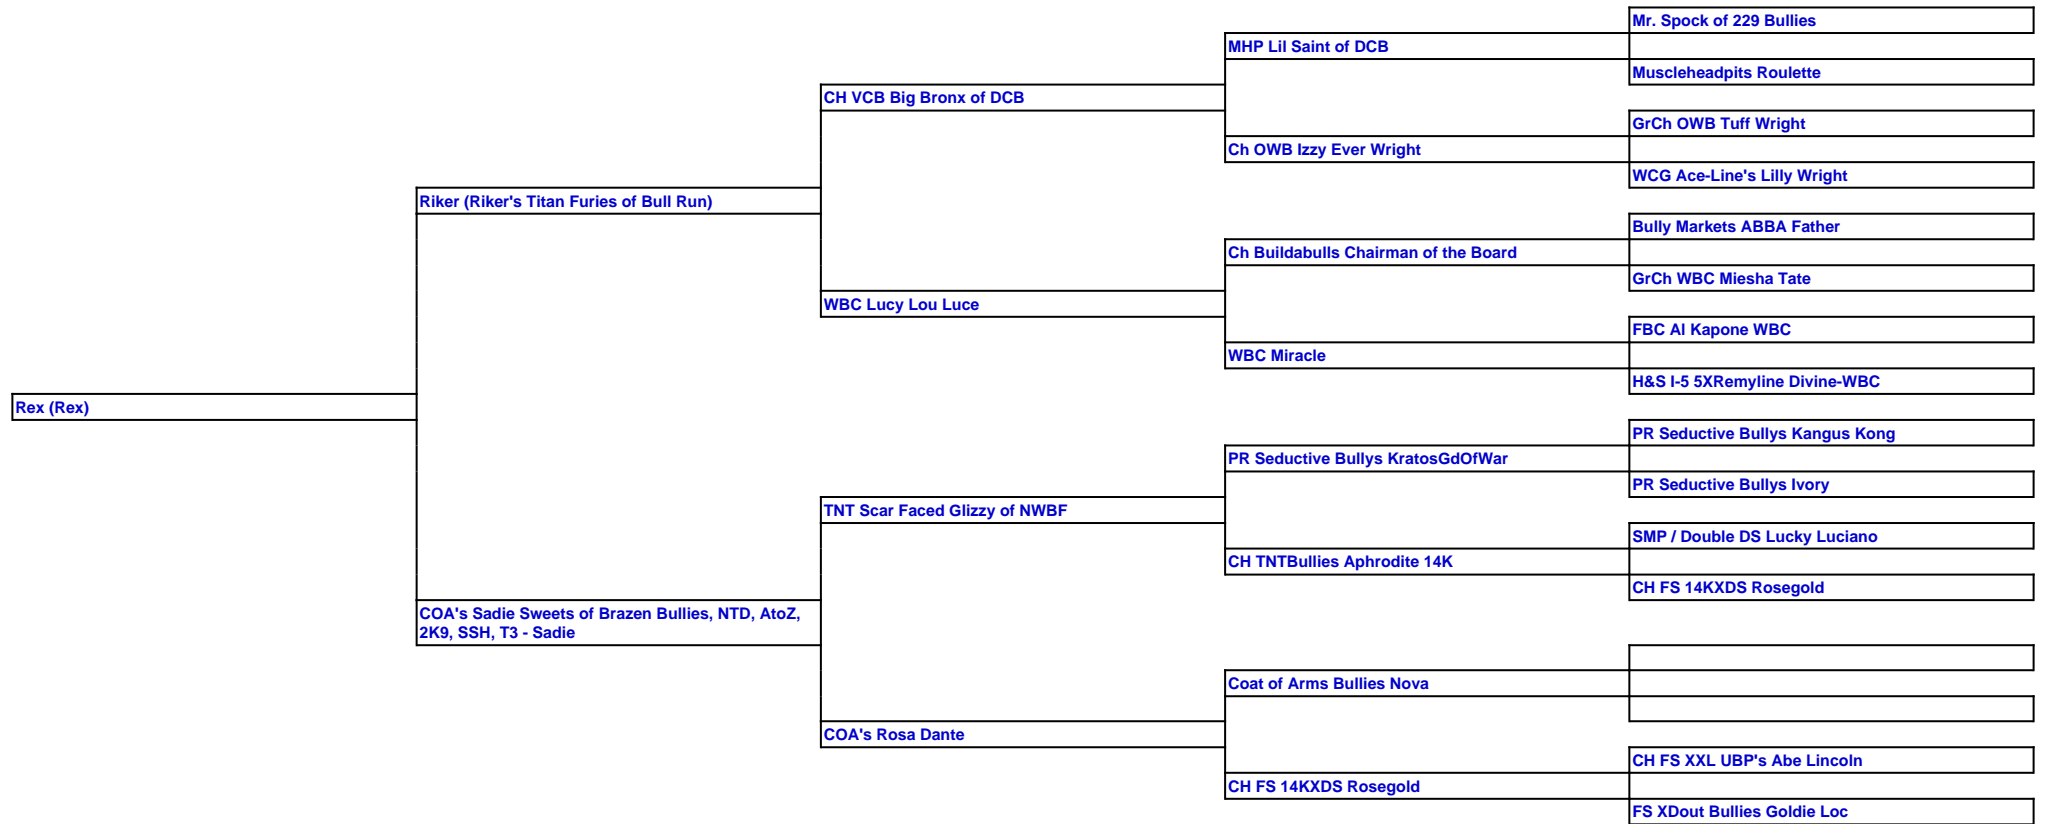 Mr. Spock of 229 Bullies
MHP Lil Saint of DCB
Muscleheadpits Roulette
CH VCB Big Bronx of DCB
GrCh OWB Tuff Wright
Ch OWB Izzy Ever Wright
WCG Ace-Line's Lilly Wright
Riker (Riker's Titan Furies of Bull Run)
Bully Markets ABBA Father
Ch Buildabulls Chairman of the Board
GrCh WBC Miesha Tate
WBC Lucy Lou Luce
FBC Al Kapone WBC
WBC Miracle
H&S I-5 5XRemyline Divine-WBC
Rex (Rex)
PR Seductive Bullys Kangus Kong
PR Seductive Bullys KratosGdOfWar
PR Seductive Bullys Ivory
TNT Scar Faced Glizzy of NWBF
SMP / Double DS Lucky Luciano
CH TNTBullies Aphrodite 14K
CH FS 14KXDS Rosegold
COA's Sadie Sweets of Brazen Bullies, NTD, AtoZ,
2K9, SSH, T3 - Sadie
Coat of Arms Bullies Nova
COA's Rosa Dante
CH FS XXL UBP's Abe Lincoln
CH FS 14KXDS Rosegold
FS XDout Bullies Goldie Loc